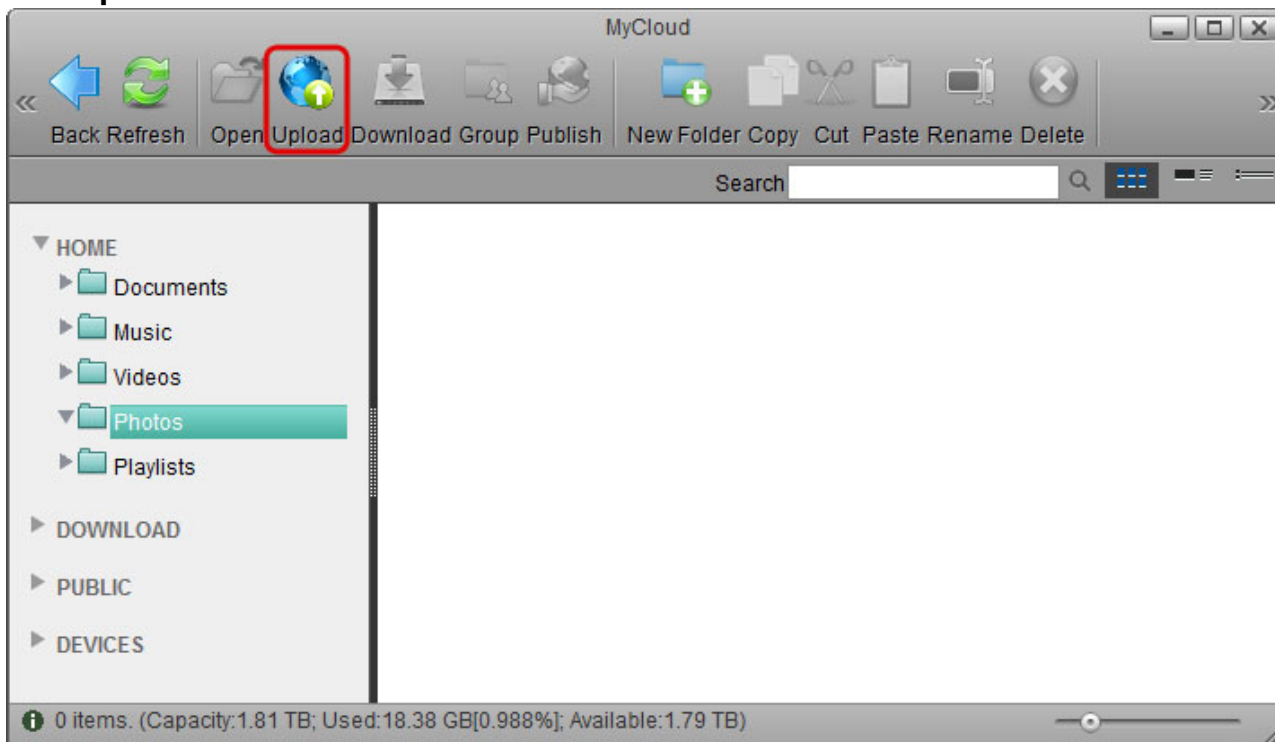 MyCloud
Back Refresh Open Upload Download Group Publish New Folder Copy Cut Paste Rename Delete
Search
HOME
Documents
Music
Videos
Photos
Playlists
DOWNLOAD
PUBLIC
DEVICES
0 items. (Capacity:1.81 TB; Used:18.38 GB[0.988%]; Available:1.79 TB)